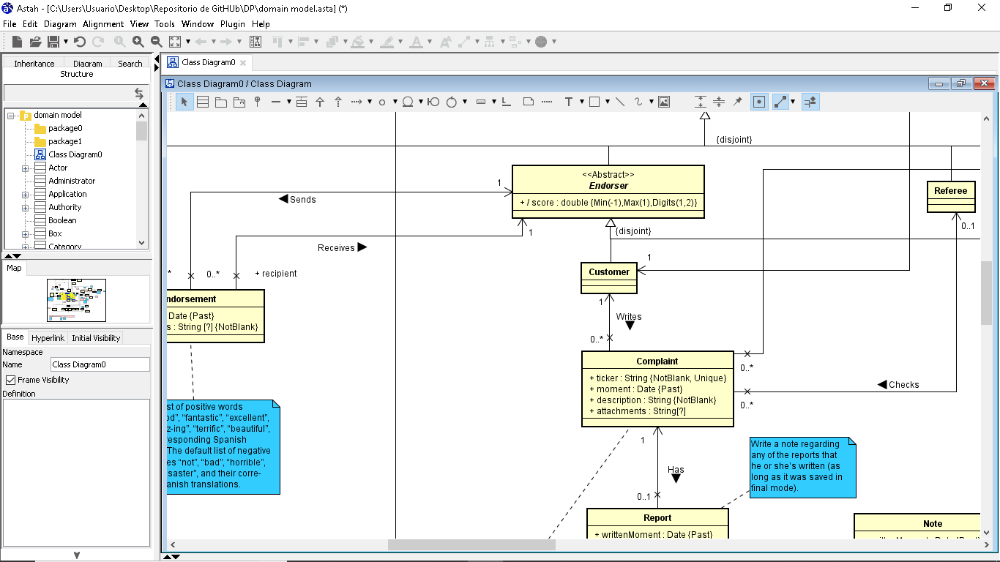 Astah - [C:\Users\Usuario\Desktop\Repositorio de GitHUb\DP\domain model.asta] (*)
File Edit Diagram Alignment View Tools Window Plugin Help
Inheritance Diagram Search
Structure
domain model
package0
package1
Class Diagram0
Actor
Administrator
Application
Authority
Boolean
Box
Category
Map
Base Hyperlink Initial Visibility
Namespace
Name Class Diagram0
Frame Visibility
Definition
Class Diagram0
Class Diagram0 / Class Diagram
{disjoint}
<<Abstract>>
Endorser
+ / score : double {Min(-1),Max(1),Digits(1,2)}
1
Sends
Referee
0..1
1
{disjoint}
Receives
1
Customer
* 0..* + recipient
1
Writes
0..*
ndorsement
Date {Past}
s : String [?] {NotBlank}
Complaint
+ ticker : String {NotBlank, Unique}
+ moment : Date {Past}
+ description : String {NotBlank}
+ attachments : String[?]
0..*
Checks
0..*
st of positive words
od", “fantastic”, “excellent”,
z-ing”, “terrific”, “beautiful”,
responding Spanish
The default list of negative
es “not”, “bad”, “horrible”,
saster”, and their corre-
anish translations.
1
Has
0..1
Write a note regarding
any of the reports that
he or she's written (as
long as it was saved in
final mode).
Report
+ writtenMoment : Date {Past}
Note